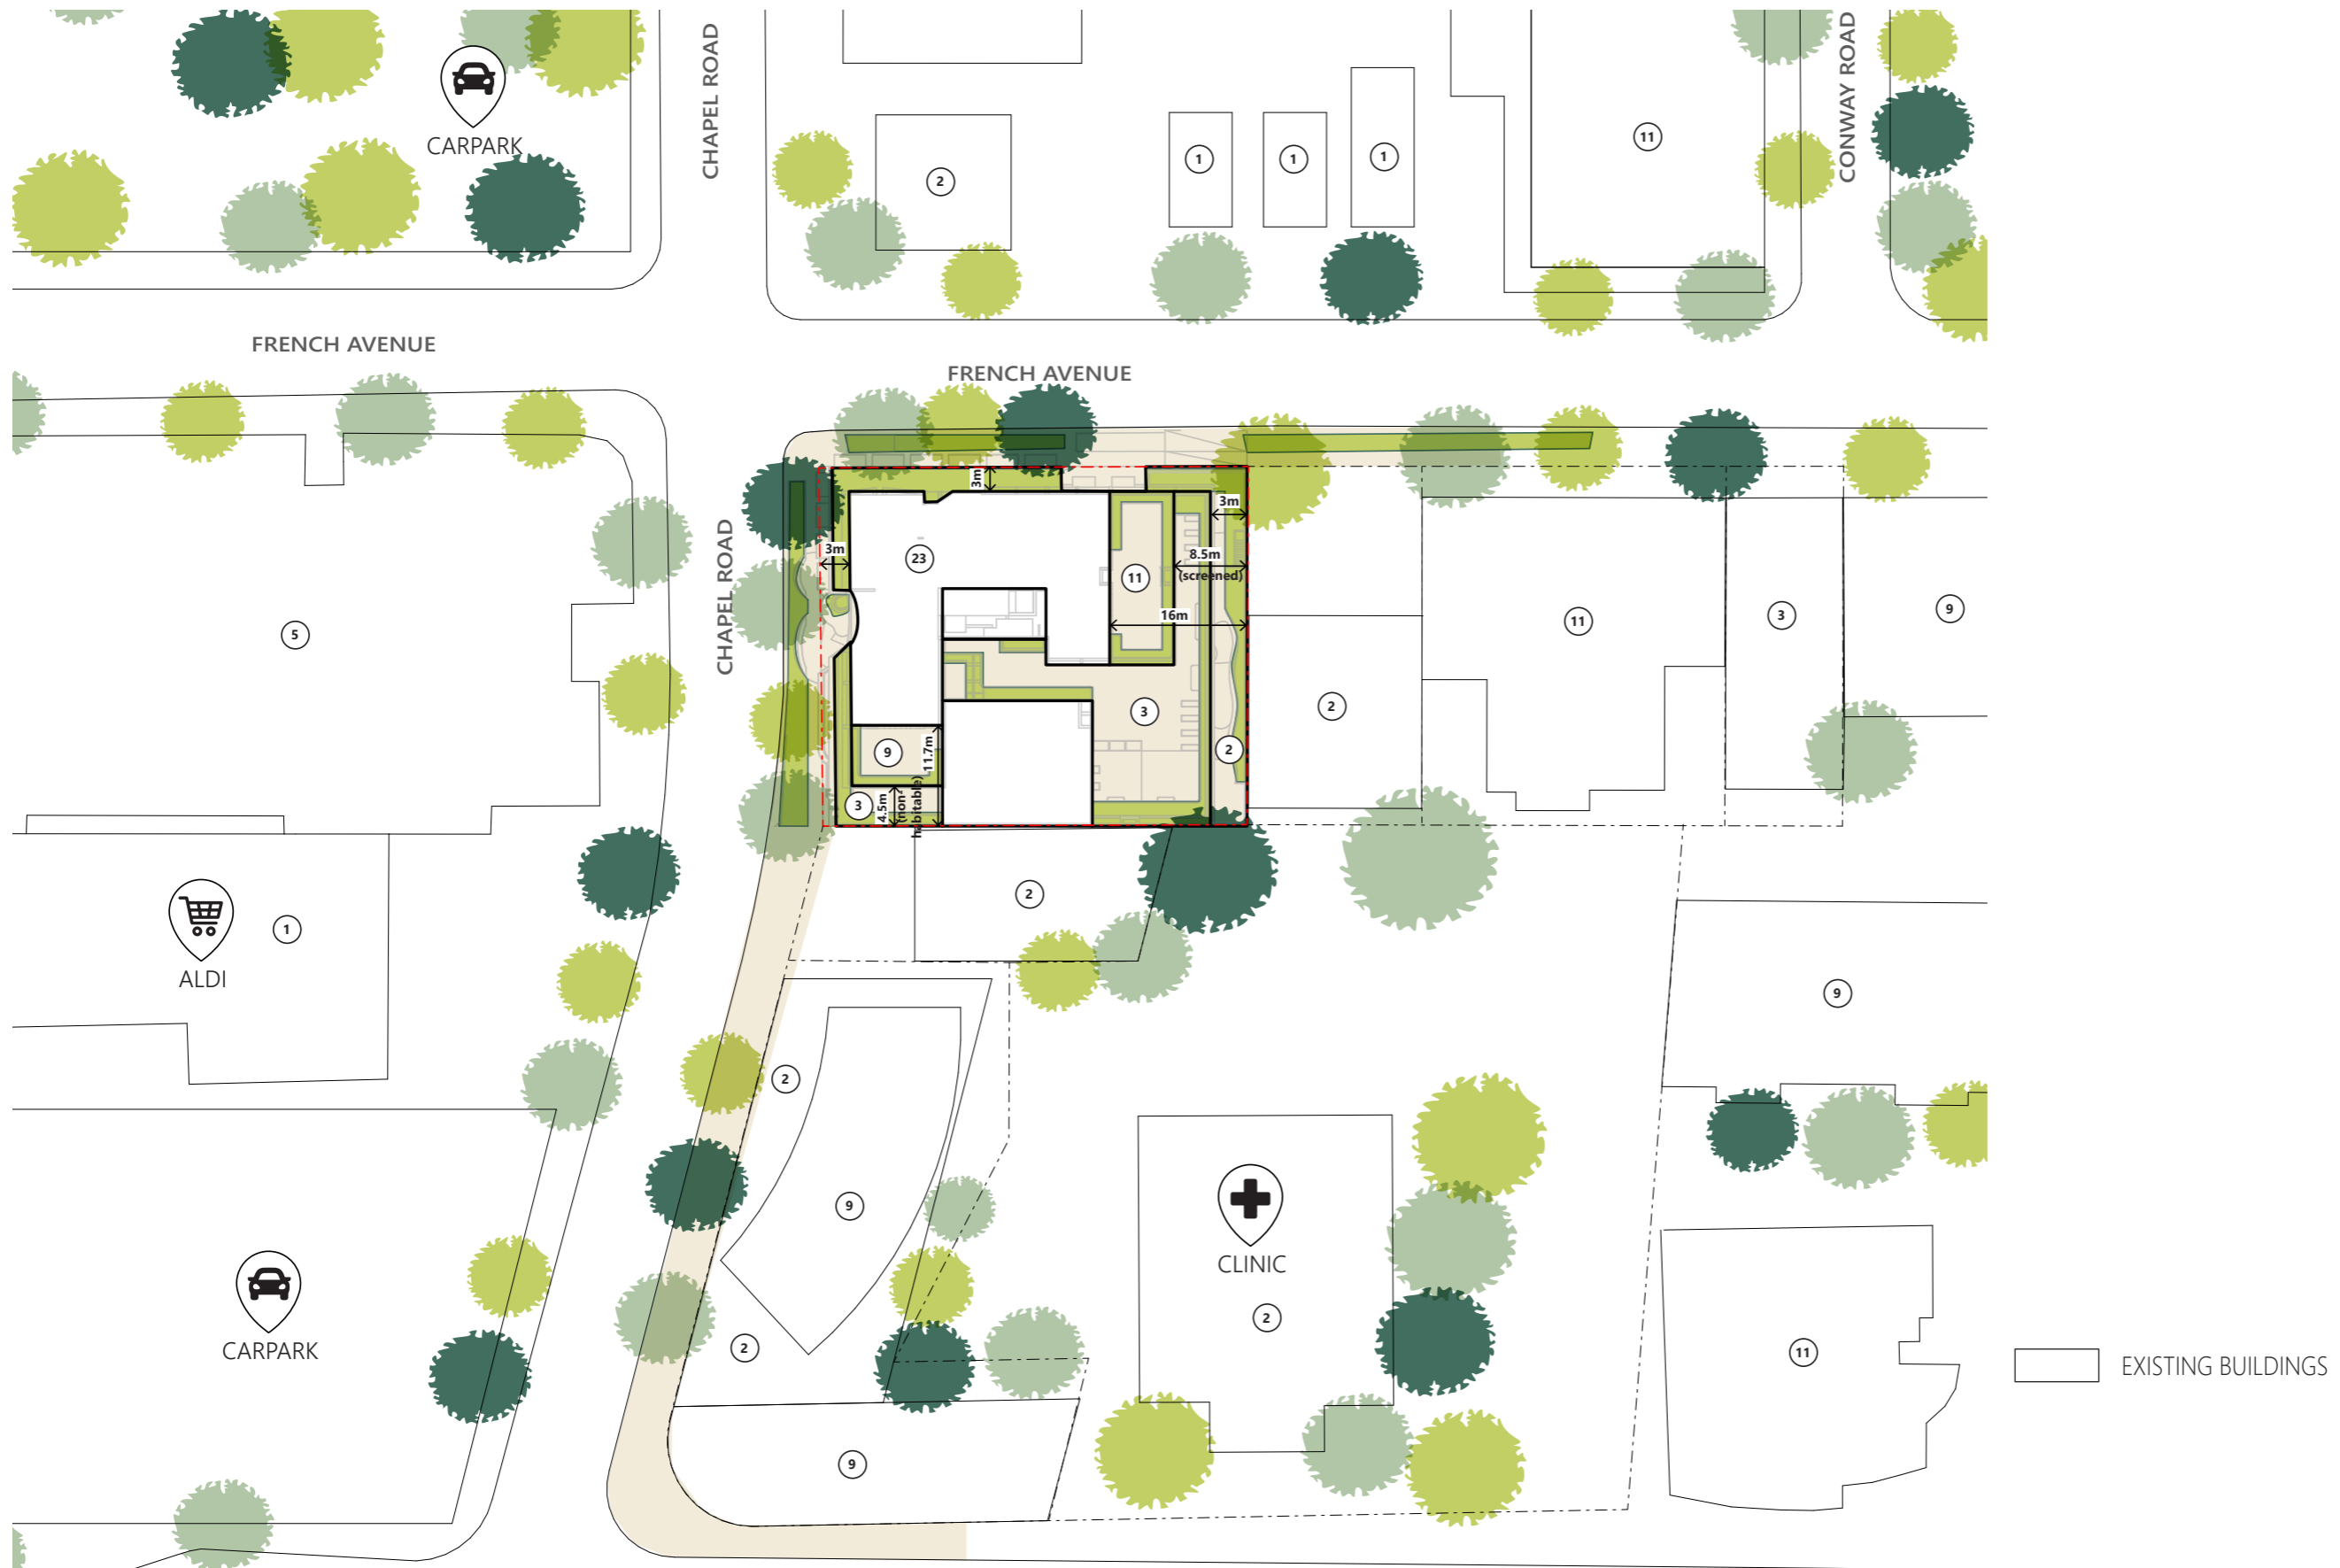 CHAPEL ROAD
CONWAY ROAD
CARPARK
11
1
1
1
2
FRENCH AVENUE
FRENCH AVENUE
3m
3m
CHAPEL ROAD
3m
23
8.5m
(screened)
11
16m
9
3
11
5
2
3
2
9
11.7m
3
4.5m
(non-
habitable)
2
1
ALDI
9
2
9
CLINIC
2
CARPARK
2
11
EXISTING BUILDINGS
9